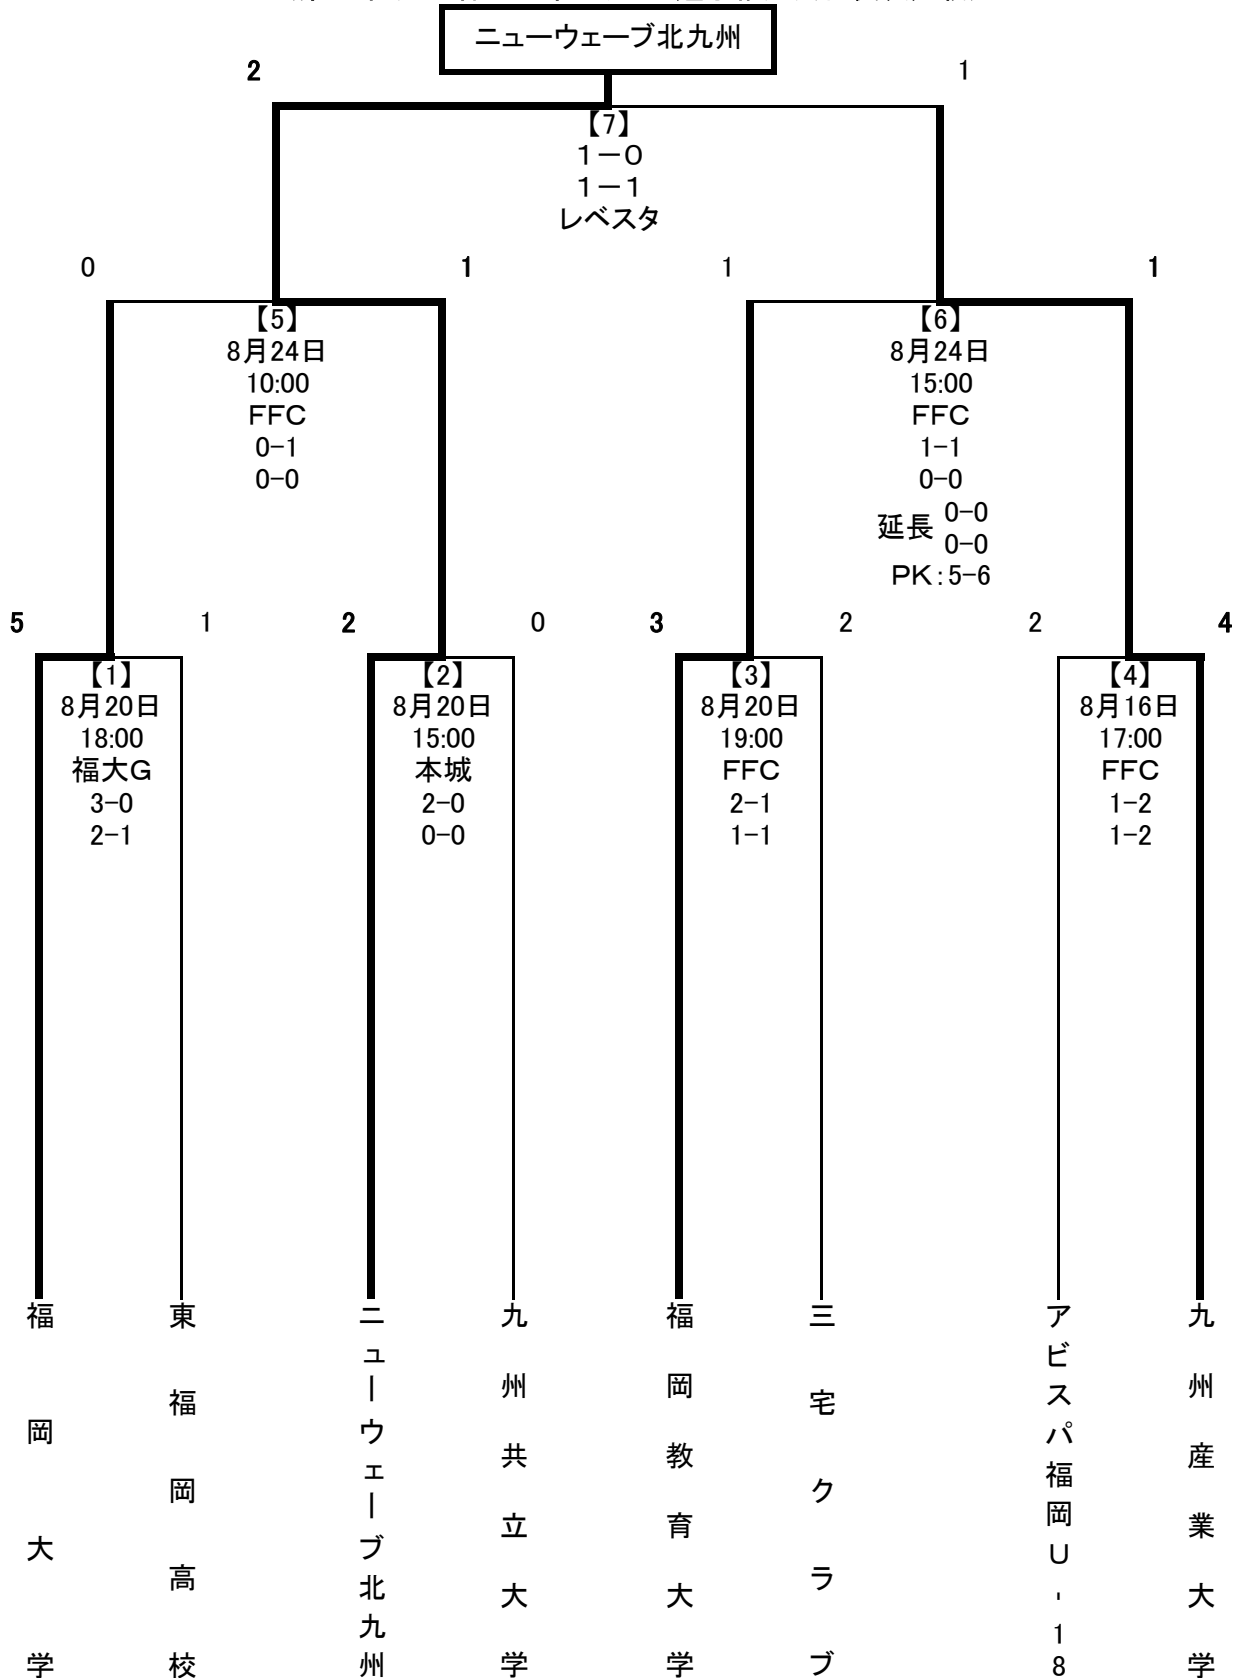 ニューウェーブ北九州
2
1
【7】
1-0
1-1
レベスタ
0
1
1
1
【5】
8月24日
10:00
FFC
0-1
0-0
【6】
8月24日
15:00
FFC
1-1
0-0
延長
0-0
0-0
PK:5-6
5
1
2
0
3
2
2
4
【1】
8月20日
18:00
福大G
3-0
2-1
【2】
8月20日
15:00
本城
2-0
0-0
【3】
8月20日
19:00
FFC
2-1
1-1
【4】
8月16日
17:00
FFC
1-2
1-2
福岡大学
東福岡高校
ニューウェーブ北九州
九州共立大学
福岡教育大学
三宅クラブ
アビスパ福岡U-18
九州産業大学